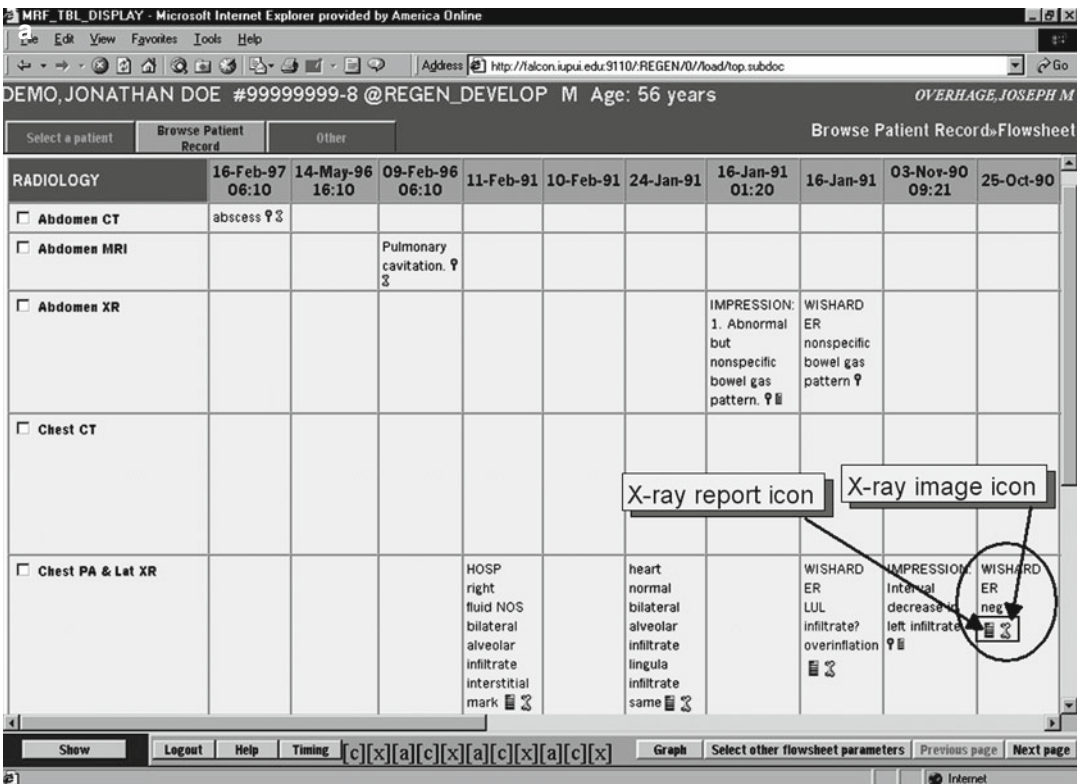 MRF_TBL_DISPLAY - Microsoft Internet Explorer provided by America Online
a
Edit View Favorites Tools Help
Address http://falcon.iupui.edu:9110/:REGEN/0//load/top.subdoc Go
DEMO, JONATHAN DOE #99999999-8 @REGEN_DEVELOP M Age: 56 years OVERHAGE, JOSEPH M
Select a patient
Browse Patient
Record
Other
Browse Patient Record»Flowsheet
RADIOLOGY
16-Feb-97
06:10
14-May-96
16:10
09-Feb-96
06:10
11-Feb-91
10-Feb-91
24-Jan-91
16-Jan-91
01:20
16-Jan-91
03-Nov-90
09:21
25-Oct-90
Abdomen CT
abscess
Abdomen MRI
Pulmonary
cavitation.
Abdomen XR
IMPRESSION:
1. Abnormal
but
nonspecific
bowel gas
pattern.
WISHARD
ER
nonspecific
bowel gas
pattern
Chest CT
X-ray report icon
X-ray image icon
Chest PA & Lat XR
HOSP
right
fluid NOS
bilateral
alveolar
infiltrate
interstitial
mark
heart
normal
bilateral
alveolar
infiltrate
lingula
infiltrate
same
WISHARD
ER
LUL
infiltrate?
overinflation
IMPRESSION:
Interval
decrease in
left infiltrate
WISHARD
ER
neg
Show Logout Help Timing [c][x][a][c][x][a][c][x][a][c][x] Graph Select other flowsheet parameters Previous page Next page
Internet